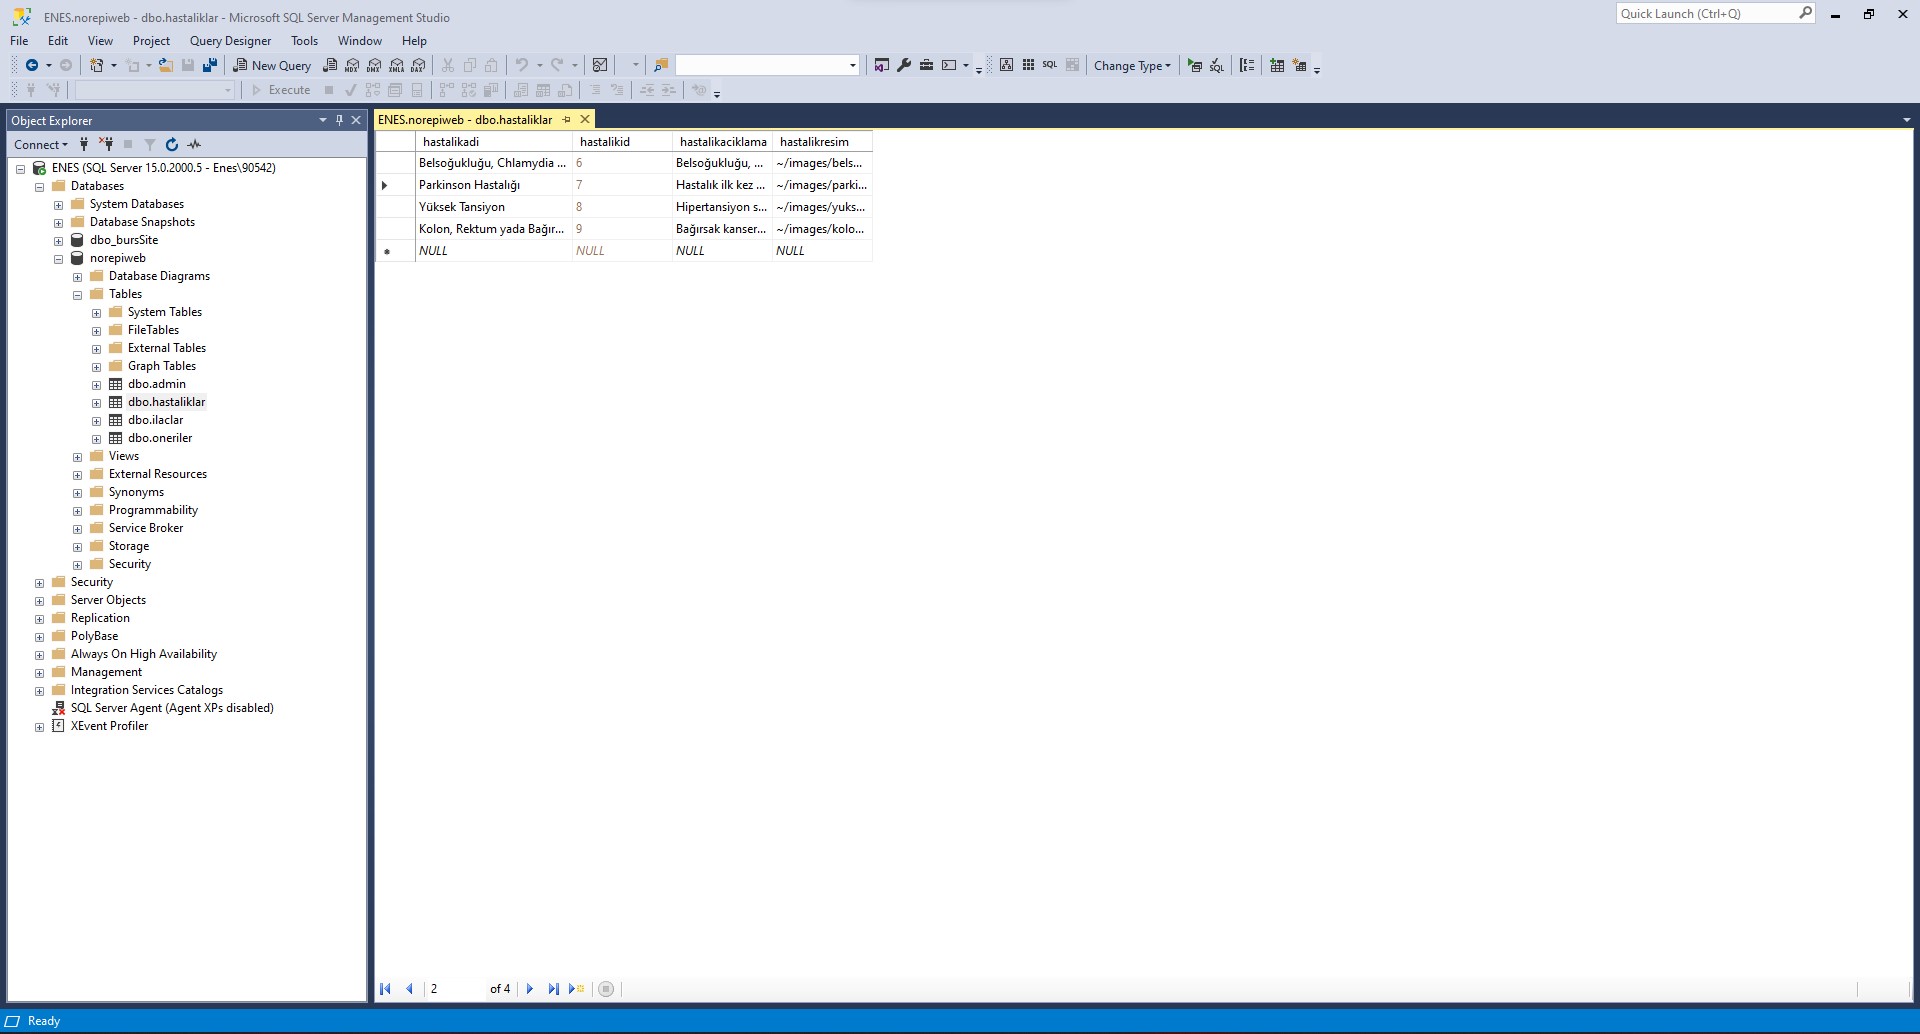 ENES.norepiweb - dbo.hastaliklar - Microsoft SQL Server Management Studio
Quick Launch (Ctrl+Q)
File Edit View Project Query Designer Tools Window Help
New Query MDX DMX XMLA DAX SQL Change Type SQL
Execute
Object Explorer
ENES.norepiweb - dbo.hastaliklar
Connect
ENES (SQL Server 15.0.2000.5 - Enes\90542)
Databases
System Databases
Database Snapshots
dbo_bursSite
norepiweb
Database Diagrams
Tables
System Tables
FileTables
External Tables
Graph Tables
dbo.admin
dbo.hastaliklar
dbo.ilaclar
dbo.oneriler
Views
External Resources
Synonyms
Programmability
Service Broker
Storage
Security
Security
Server Objects
Replication
PolyBase
Always On High Availability
Management
Integration Services Catalogs
SQL Server Agent (Agent XPs disabled)
XEvent Profiler
hastalikadi hastalikid hastalikaciklama hastalikresim
Belsoğukluğu, Chlamydia ... 6 Belsoğukluğu, ... ~/images/bels...
Parkinson Hastalığı 7 Hastalık ilk kez ... ~/images/parki...
Yüksek Tansiyon 8 Hipertansiyon s... ~/images/yuks...
Kolon, Rektum yada Bağır... 9 Bağırsak kanser... ~/images/kolo...
NULL NULL NULL NULL
2 of 4
Ready